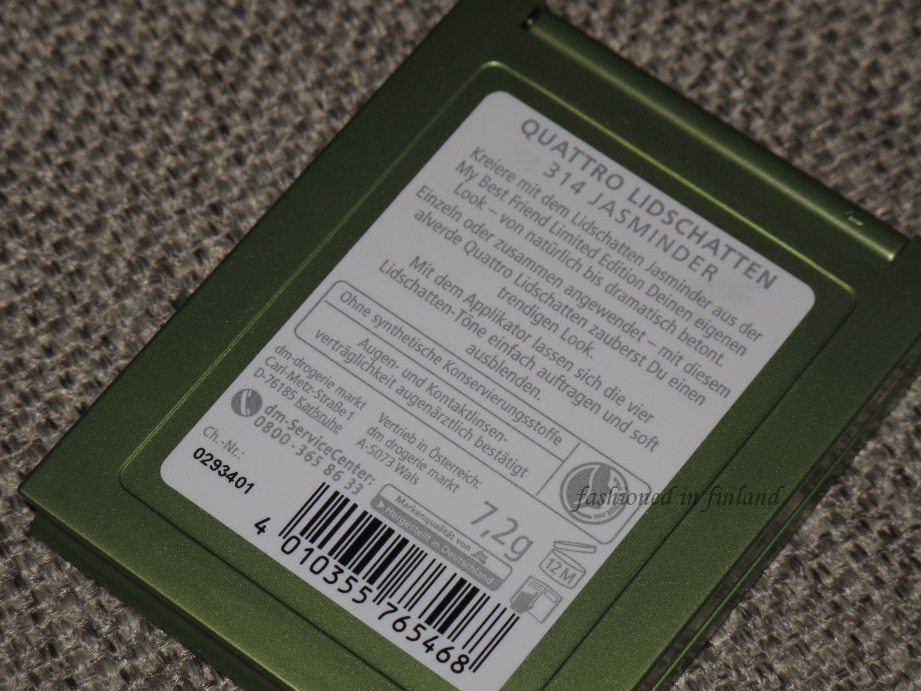 QUATTRO LIDSCHATTEN
314 JASMINDER
Kreiere mit dem Lidschatten Jasminder aus der
My Best Friend Limited Edition Deinen eigenen
Look – von natürlich bis dramatisch betont.
Einzeln oder zusammen angewendet – mit diesem
alverde Quattro Lidschatten zauberst Du einen
trendigen Look.
Mit dem Applikator lassen sich die vier
Lidschatten-Töne einfach auftragen und soft
ausblenden.
Ohne synthetische Konservierungsstoffe
Augen- und Kontaktlinsen-
verträglichkeit augenärztlich bestätigt
dm-drogerie markt
Carl-Metz-Straße 1
D-76185 Karlsruhe
dm-ServiceCenter:
0800-365 86 33
Vertrieb in Österreich:
dm drogerie markt
A-5073 Wals
Ch.-Nr.:
0293401
Markenqualität von dm
Hergestellt in Deutschland
7,2g
12 M
4 010355 765468
fashioned in finland